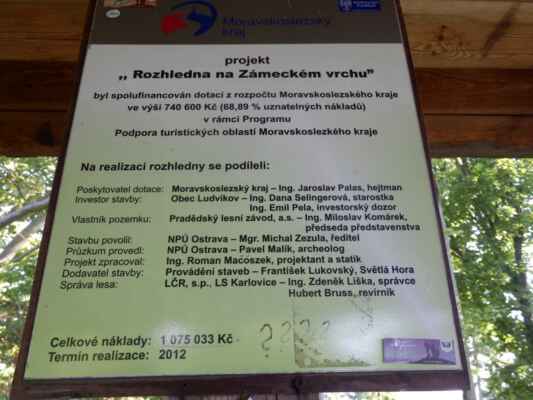 Moravskoslezský
kraj
projekt
,, Rozhledna na Zámeckém vrchu"
byl spolufinancován dotací z rozpočtu Moravskoslezského kraje
ve výši 740 600 Kč (68,89 % uznatelných nákladů)
v rámci Programu
Podpora turistických oblastí Moravskoslezkého kraje
Na realizaci rozhledny se podíleli:
Poskytovatel dotace: Moravskoslezský kraj – Ing. Jaroslav Palas, hejtman
Investor stavby: Obec Ludvíkov – Ing. Dana Selingerová, starostka
Ing. Emil Pela, investorský dozor
Vlastník pozemku: Pradědský lesní závod, a.s. – Ing. Miloslav Komárek,
předseda představenstva
Stavbu povolil: NPÚ Ostrava – Mgr. Michal Zezula, ředitel
Průzkum provedl: NPÚ Ostrava – Pavel Malík, archeolog
Projekt zpracoval: Ing. Roman Macoszek, projektant a statik
Dodavatel stavby: Provádění staveb – František Lukovský, Světlá Hora
Správa lesa: LČR, s.p., LS Karlovice – Ing. Zdeněk Liška, správce
Hubert Bruss, revírník
Celkové náklady: 1 075 033 Kč ????
Termín realizace: 2012